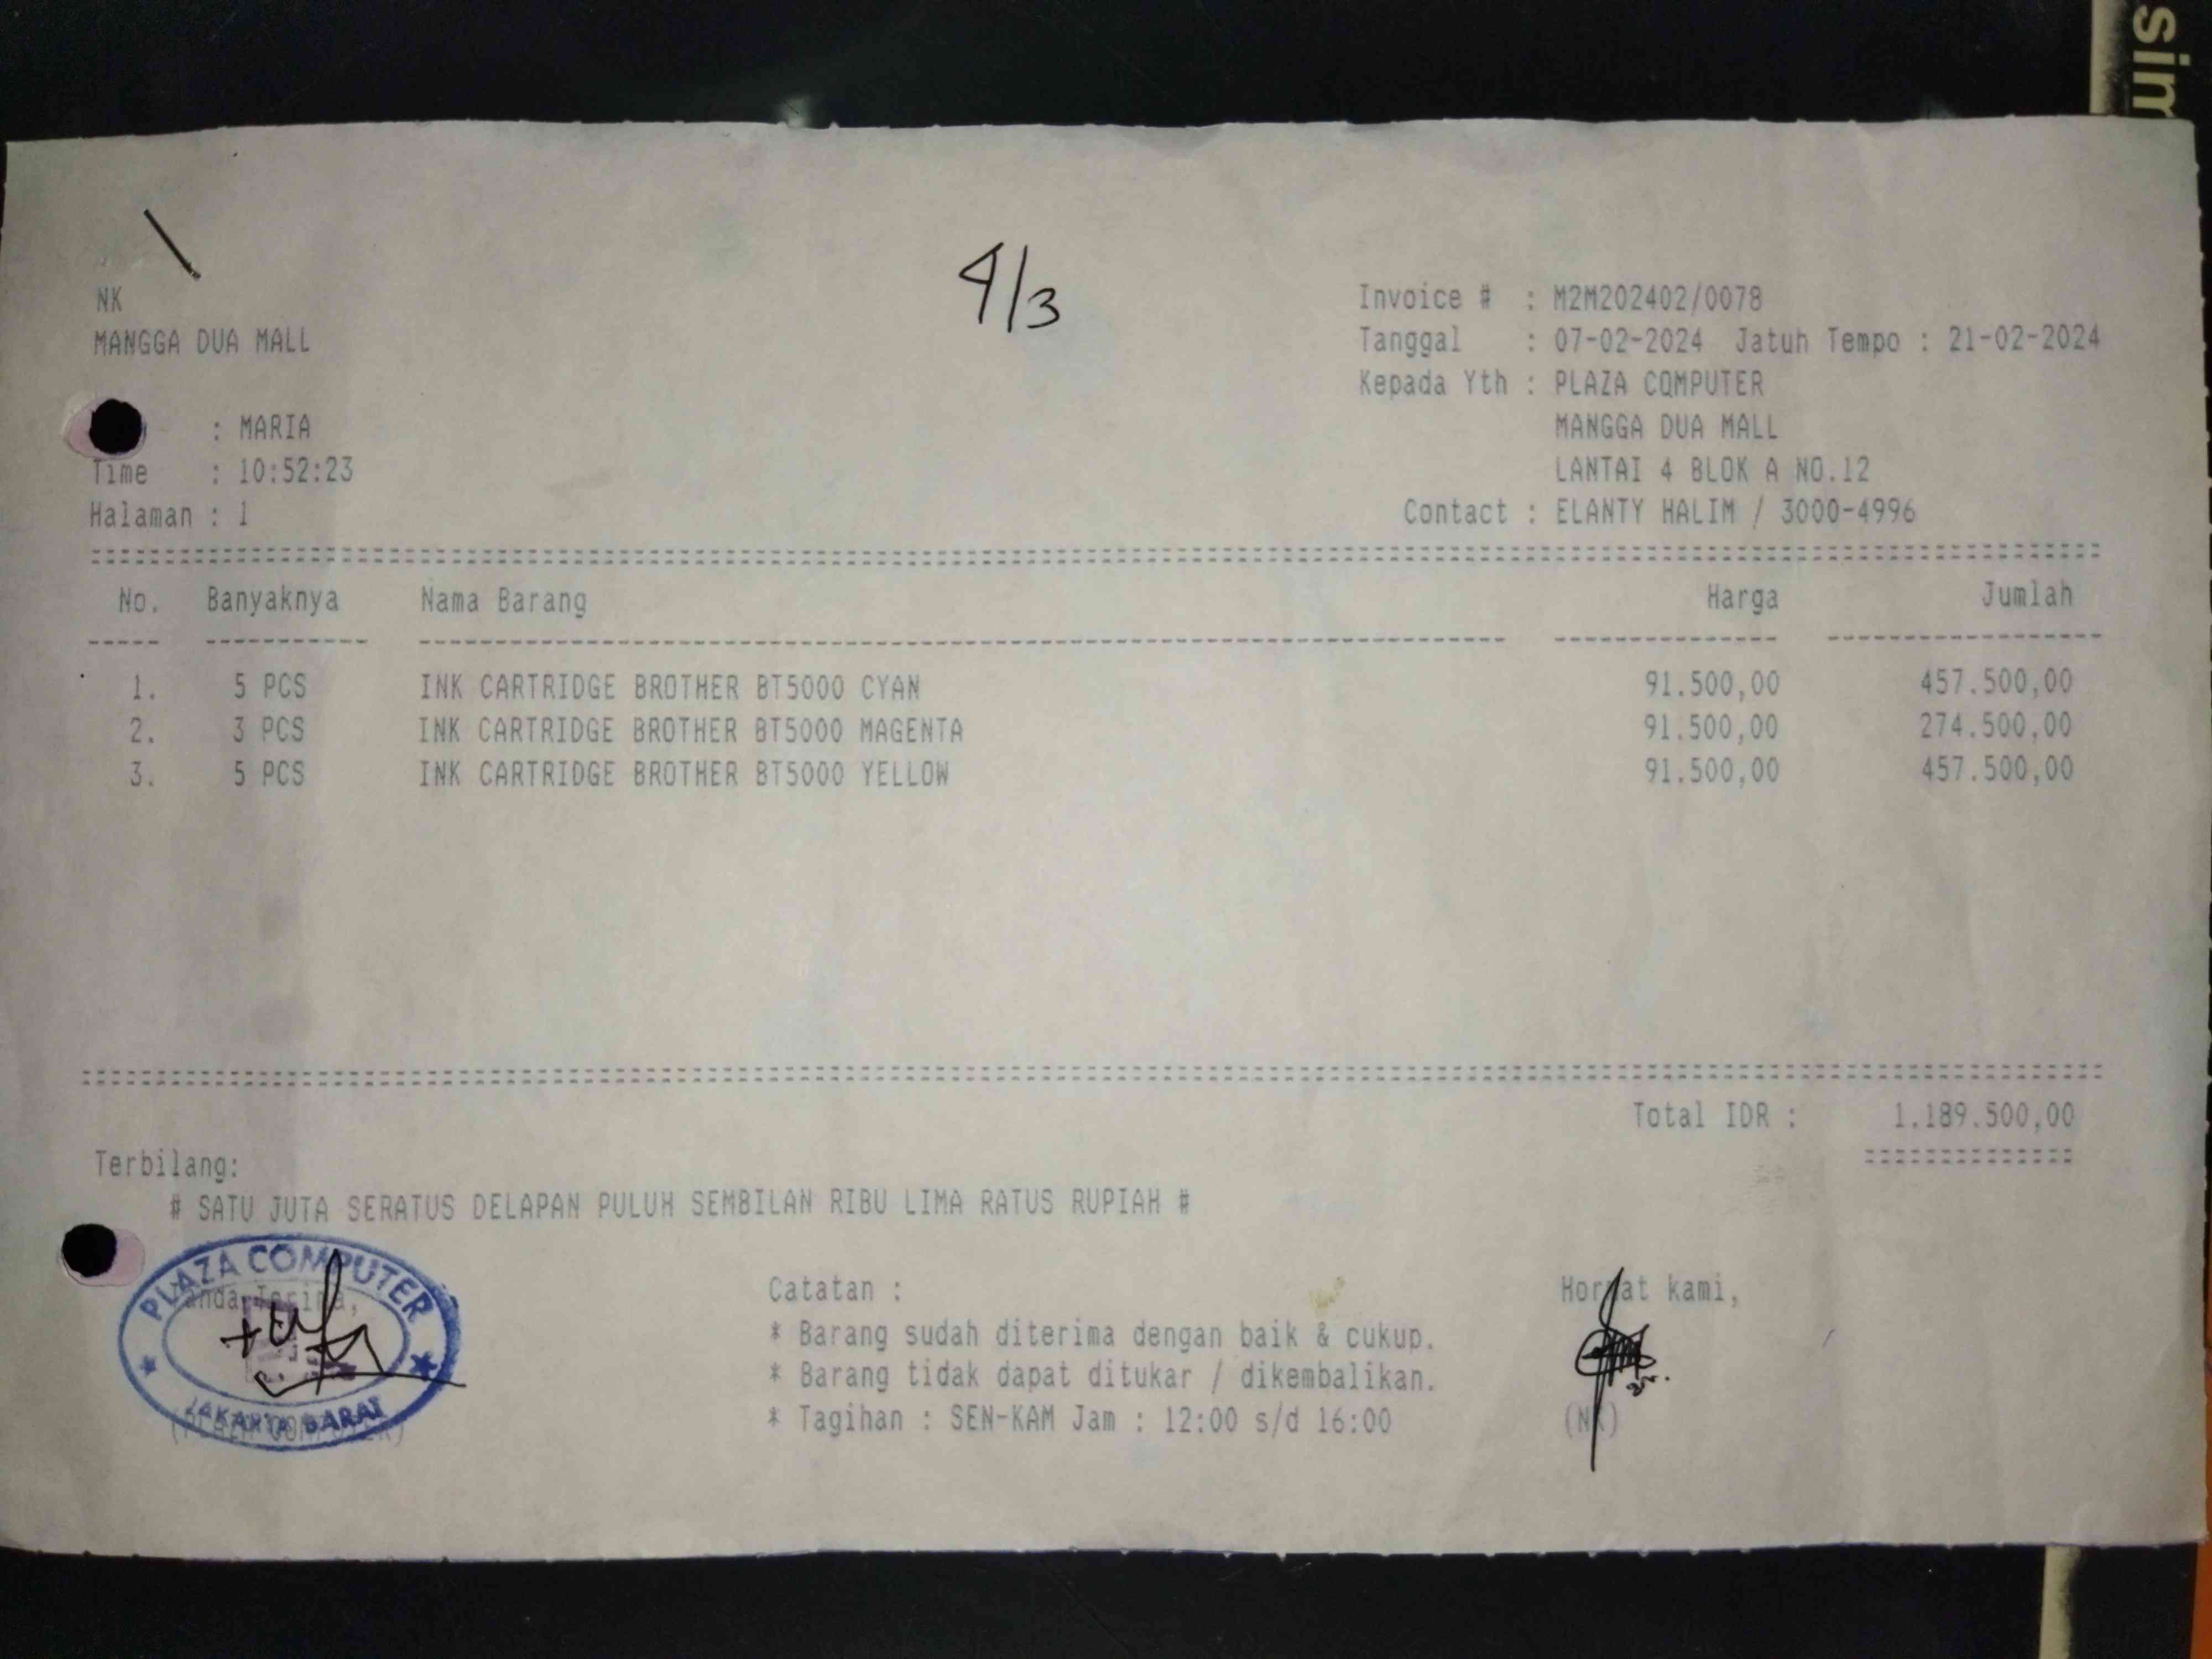 sim
4/3
NK
MANGGA DUA MALL
: MARIA
Time : 10:52:23
Halaman : 1
Invoice # : M2M202402/0078
Tanggal : 07-02-2024 Jatuh Tempo : 21-02-2024
Kepada Yth : PLAZA COMPUTER
MANGGA DUA MALL
LANTAI 4 BLOK A NO.12
Contact : ELANTY HALIM / 3000-4996
No. Banyaknya Nama Barang Harga Jumlah
1. 5 PCS INK CARTRIDGE BROTHER BT5000 CYAN 91.500,00 457.500,00
2. 3 PCS INK CARTRIDGE BROTHER BT5000 MAGENTA 91.500,00 274.500,00
3. 5 PCS INK CARTRIDGE BROTHER BT5000 YELLOW 91.500,00 457.500,00
Total IDR : 1.189.500,00
Terbilang:
# SATU JUTA SERATUS DELAPAN PULUH SEMBILAN RIBU LIMA RATUS RUPIAH #
PLAZA COMPUTER
JAKARTA BARAT
Tanda Terima,
(PLAZA COMPUTER)
Catatan :
* Barang sudah diterima dengan baik & cukup.
* Barang tidak dapat ditukar / dikembalikan.
* Tagihan : SEN-KAM Jam : 12:00 s/d 16:00
Hormat kami,
(NK)